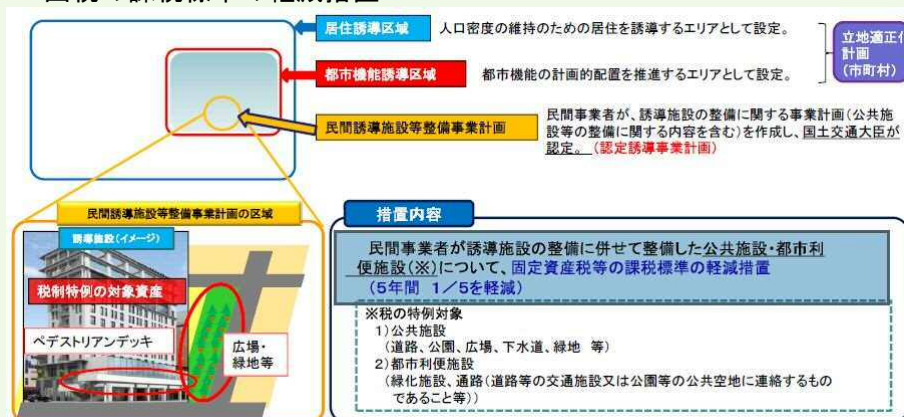 居住誘導区域
人口密度の維持のための居住を誘導するエリアとして設定。
立地適正化
計画
(市町村)
都市機能誘導区域
都市機能の計画的配置を推進するエリアとして設定。
民間誘導施設等整備事業計画
民間事業者が、誘導施設の整備に関する事業計画(公共施
設等の整備に関する内容を含む)を作成し、国土交通大臣が
認定。(認定誘導事業計画)
民間誘導施設等整備事業計画の区域
誘導施設(イメージ)
税制特例の対象資産
ペデストリアンデッキ
広場・
緑地等
措置内容
民間事業者が誘導施設の整備に併せて整備した公共施設・都市利
便施設(※)について、固定資産税等の課税標準の軽減措置
(5年間 1/5を軽減)
※税の特例対象
1)公共施設
(道路、公園、広場、下水道、緑地 等)
2)都市利便施設
(緑化施設、通路(道路等の交通施設又は公園等の公共空地に連絡するもの
であること等))